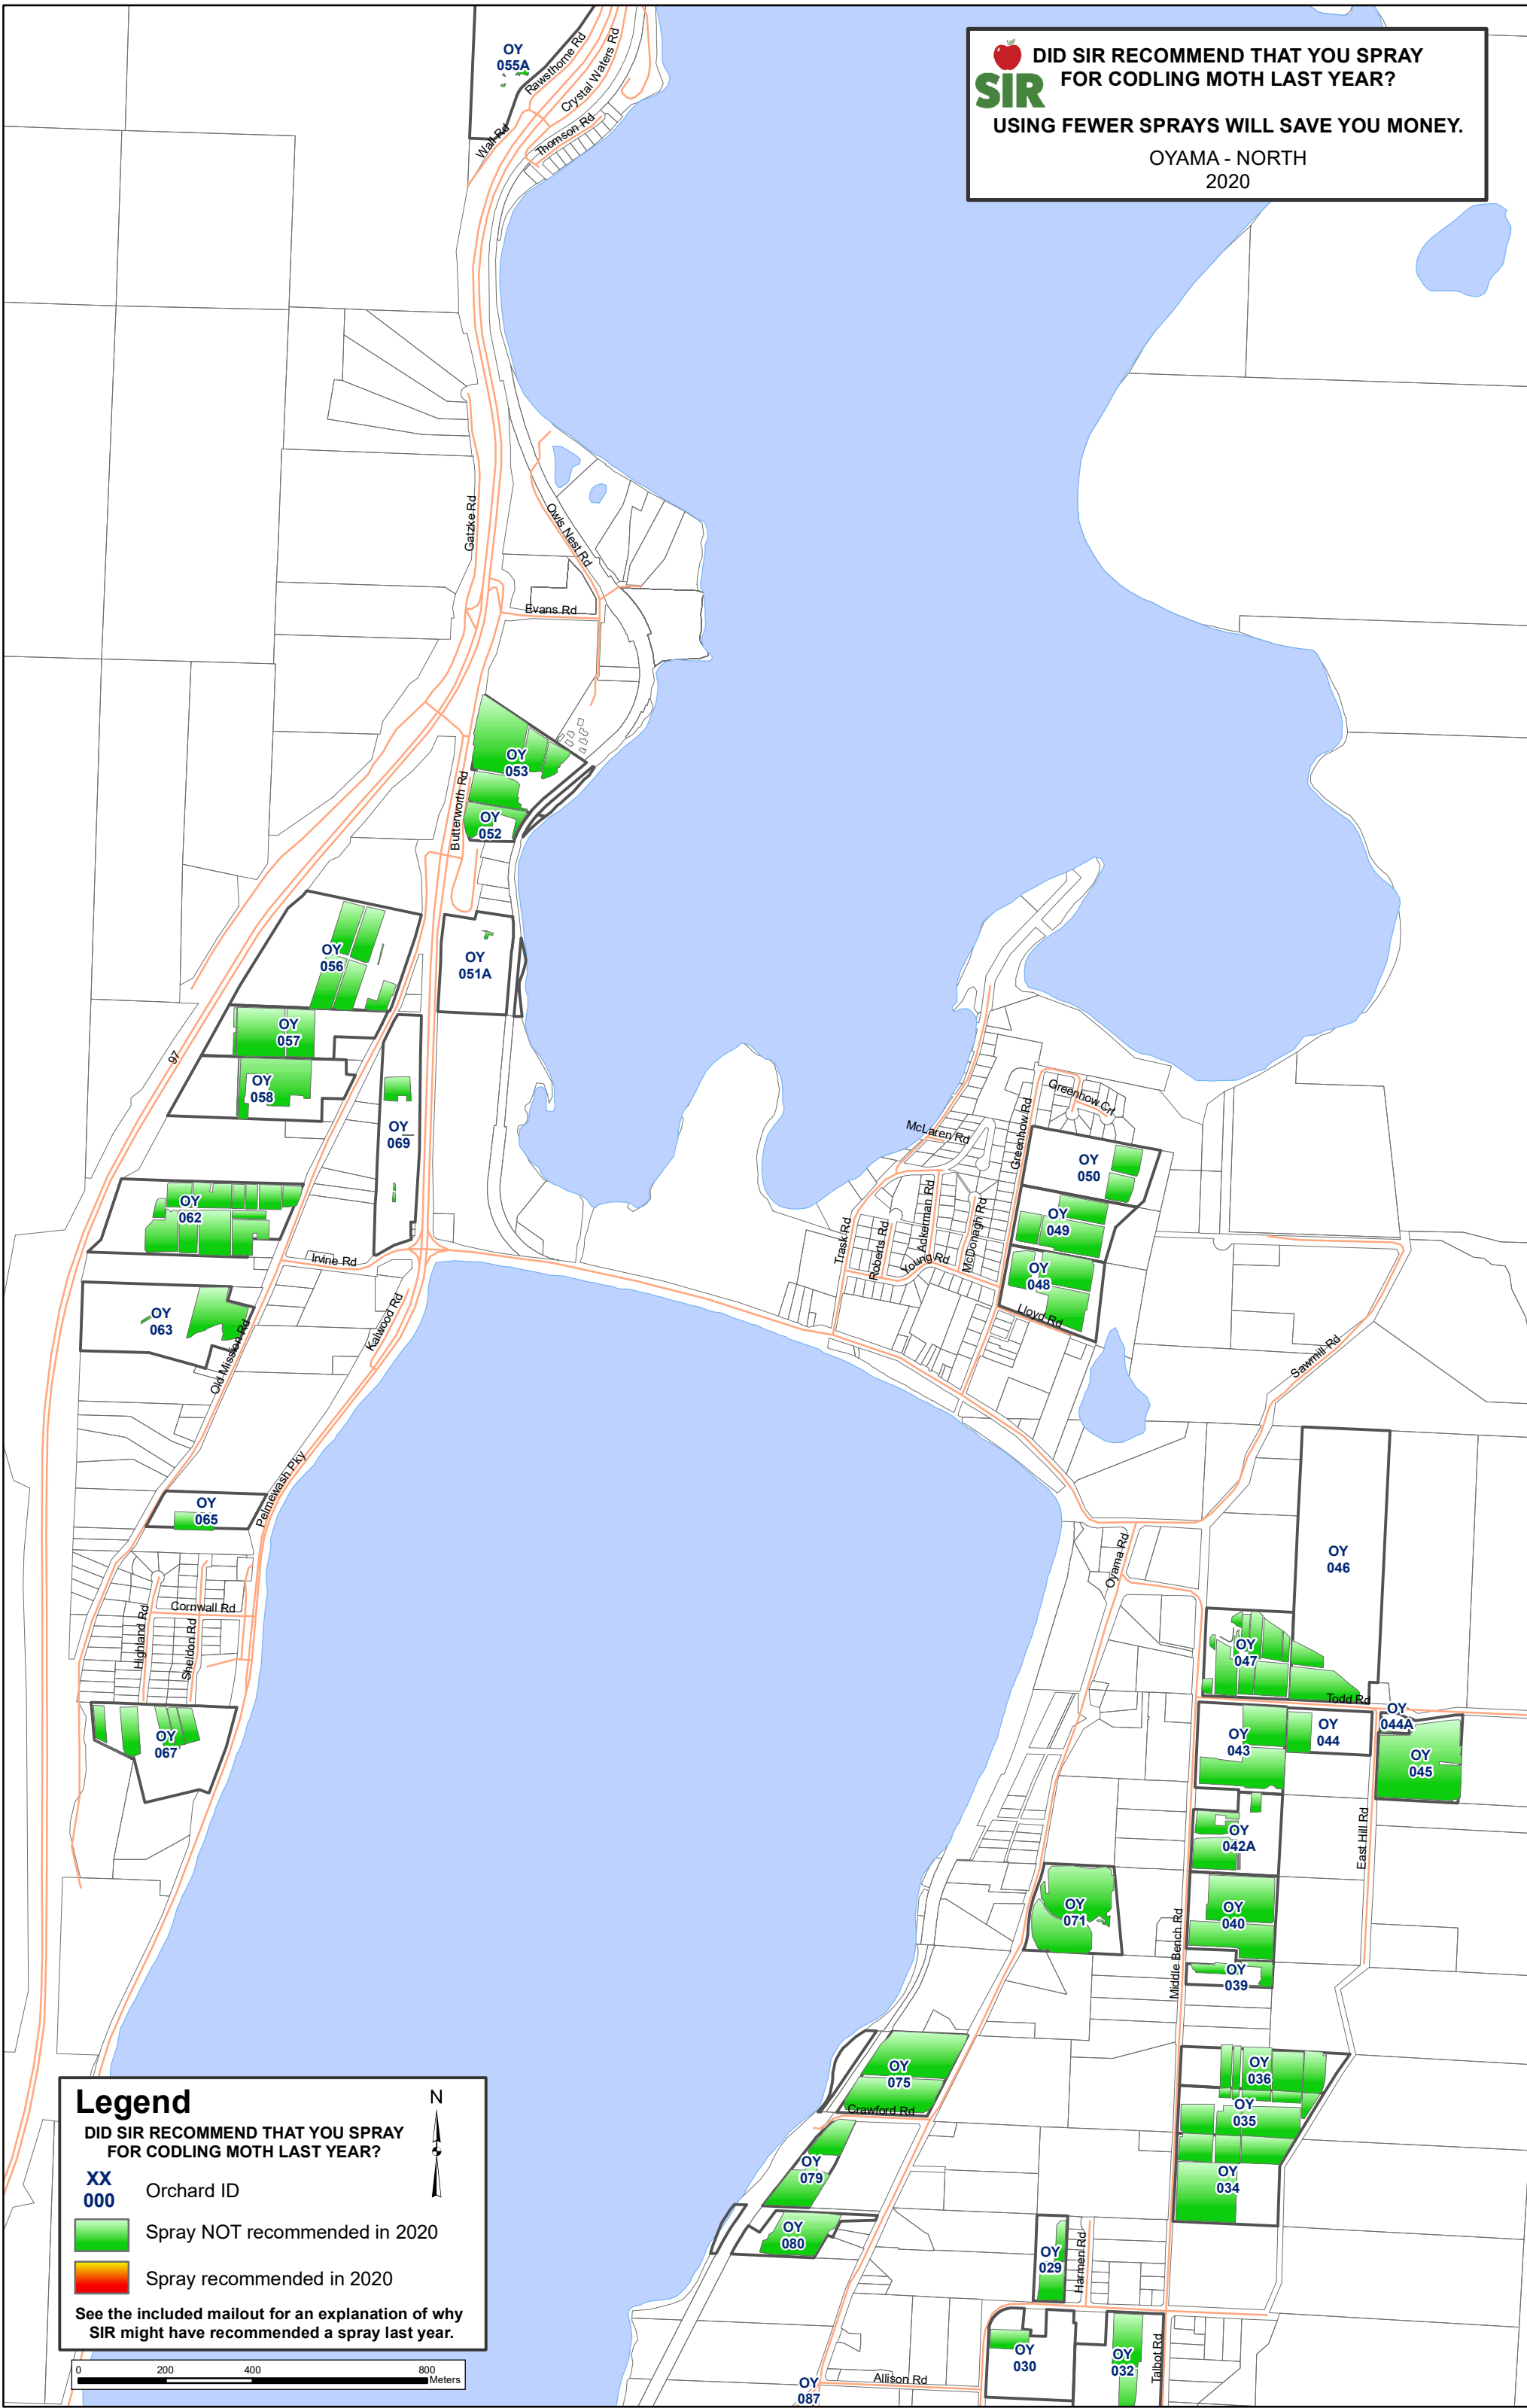 SIR
DID SIR RECOMMEND THAT YOU SPRAY
FOR CODLING MOTH LAST YEAR?
USING FEWER SPRAYS WILL SAVE YOU MONEY.
OYAMA - NORTH
2020
OY
055A
Rawsthorne Rd
Crystal Waters Rd
Wall Rd
Thomson Rd
Gatzke Rd
Owls Nest Rd
Evans Rd
OY
053
Butterworth Rd
OY
052
OY
056
OY
051A
OY
057
97
OY
058
OY
069
Greenhow Crt
Greenhow Rd
McLaren Rd
OY
050
OY
062
Ackerman Rd
McDonagh Rd
OY
049
Trask Rd
Roberts Rd
Young Rd
Irvine Rd
OY
048
Lloyd Rd
OY
063
Kalwood Rd
Old Mission Rd
Sawmill Rd
Pelmewash Pky
OY
065
Oyama Rd
OY
046
Cornwall Rd
Highland Rd
Sheldon Rd
OY
047
Todd Rd
OY
044A
OY
067
OY
043
OY
044
OY
045
OY
042A
East Hill Rd
OY
071
OY
040
Middle Bench Rd
OY
039
OY
036
OY
075
Crawford Rd
OY
035
OY
079
OY
034
OY
080
OY
029
Harmen Rd
OY
030
OY
032
Talbot Rd
Allison Rd
OY
087
Legend
N
DID SIR RECOMMEND THAT YOU SPRAY
FOR CODLING MOTH LAST YEAR?
XX
000
Orchard ID
Spray NOT recommended in 2020
Spray recommended in 2020
See the included mailout for an explanation of why
SIR might have recommended a spray last year.
0 200 400 800
Meters